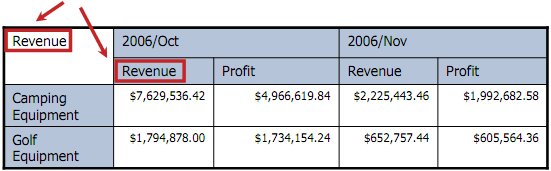 Revenue 2006/Oct 2006/Nov
Revenue Profit Revenue Profit
Camping Equipment $7,629,536.42 $4,966,619.84 $2,225,443.46 $1,992,682.58
Golf Equipment $1,794,878.00 $1,734,154.24 $652,757.44 $605,564.36